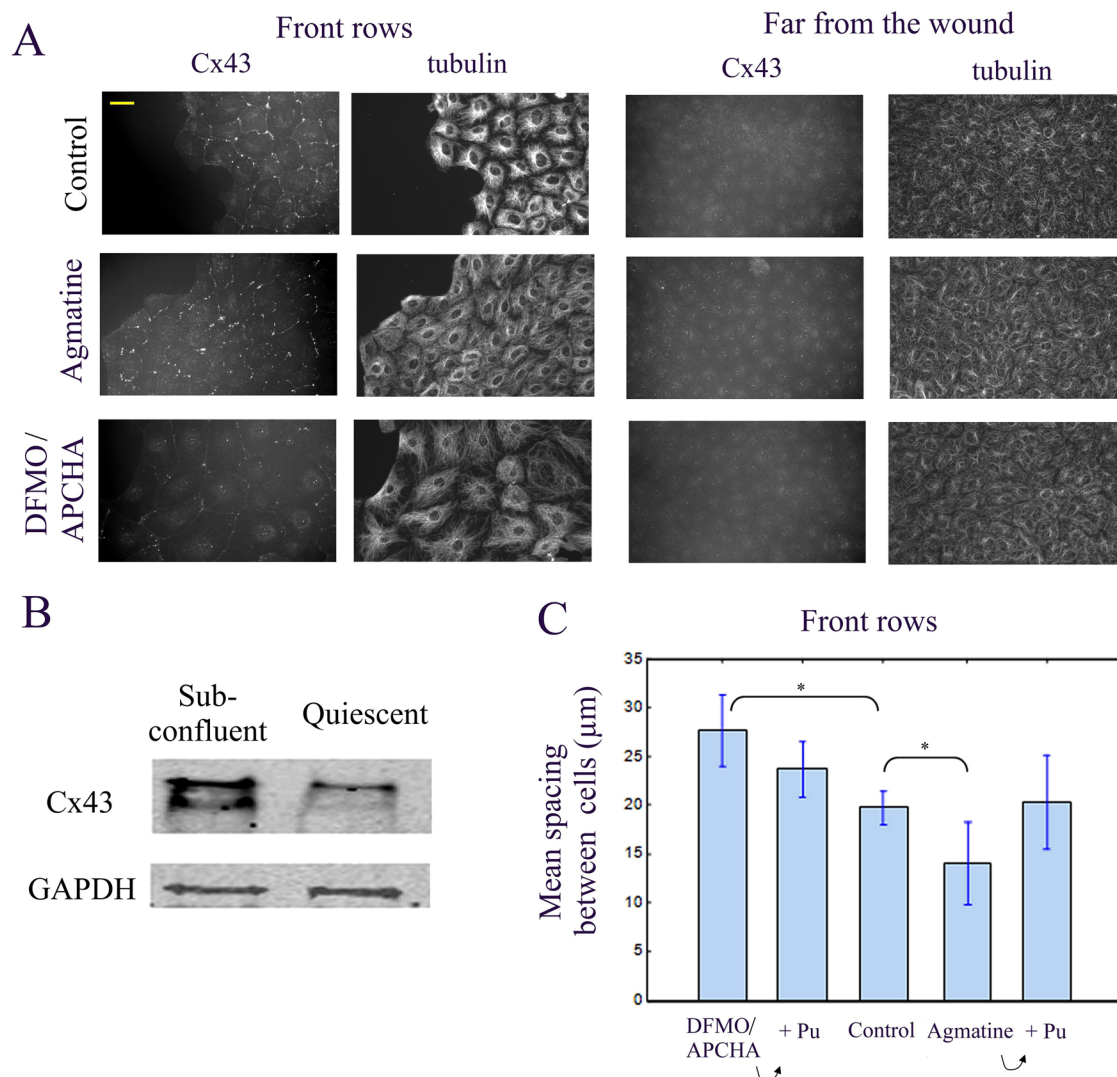 A
Front rows
Far from the wound
Cx43
tubulin
Cx43
tubulin
Control
Agmatine
DFMO/
APCHA
B
Sub-
confluent
Quiescent
Cx43
GAPDH
C
Front rows
Mean spacing
between cells (µm)
35
30
25
20
15
10
5
0
*
*
DFMO/
APCHA
+ Pu
Control
Agmatine
+ Pu